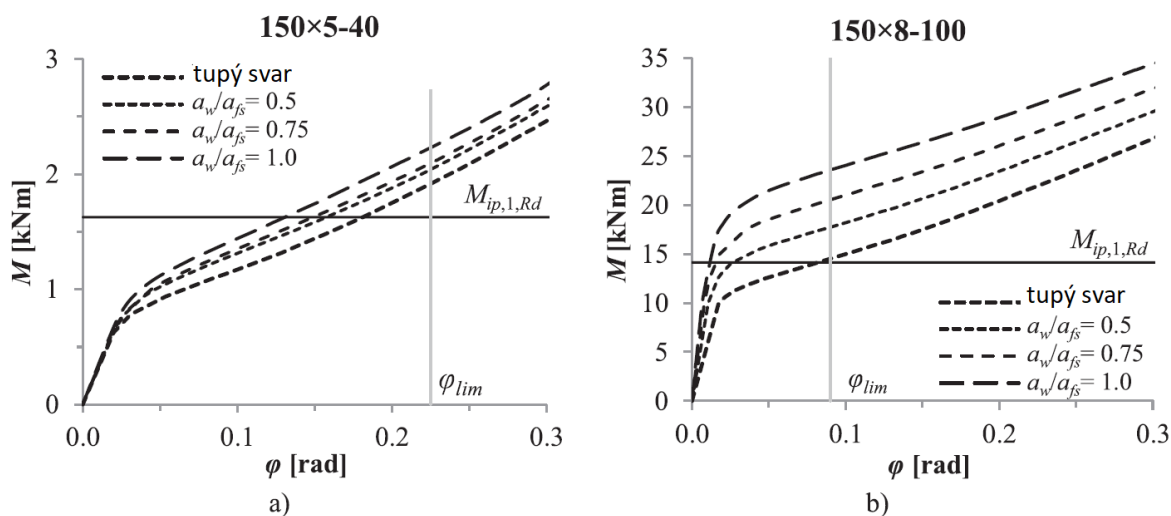 150×5-40
3
2
1
0
M [kNm]
tupý svar
a_w/a_fs= 0.5
a_w/a_fs= 0.75
a_w/a_fs= 1.0
M_ip,1,Rd
φ_lim
0.0 0.1 0.2 0.3
φ [rad]
a)
150×8-100
35
30
25
20
15
10
5
0
M [kNm]
M_ip,1,Rd
tupý svar
a_w/a_fs= 0.5
a_w/a_fs= 0.75
a_w/a_fs= 1.0
φ_lim
0.0 0.1 0.2 0.3
φ [rad]
b)